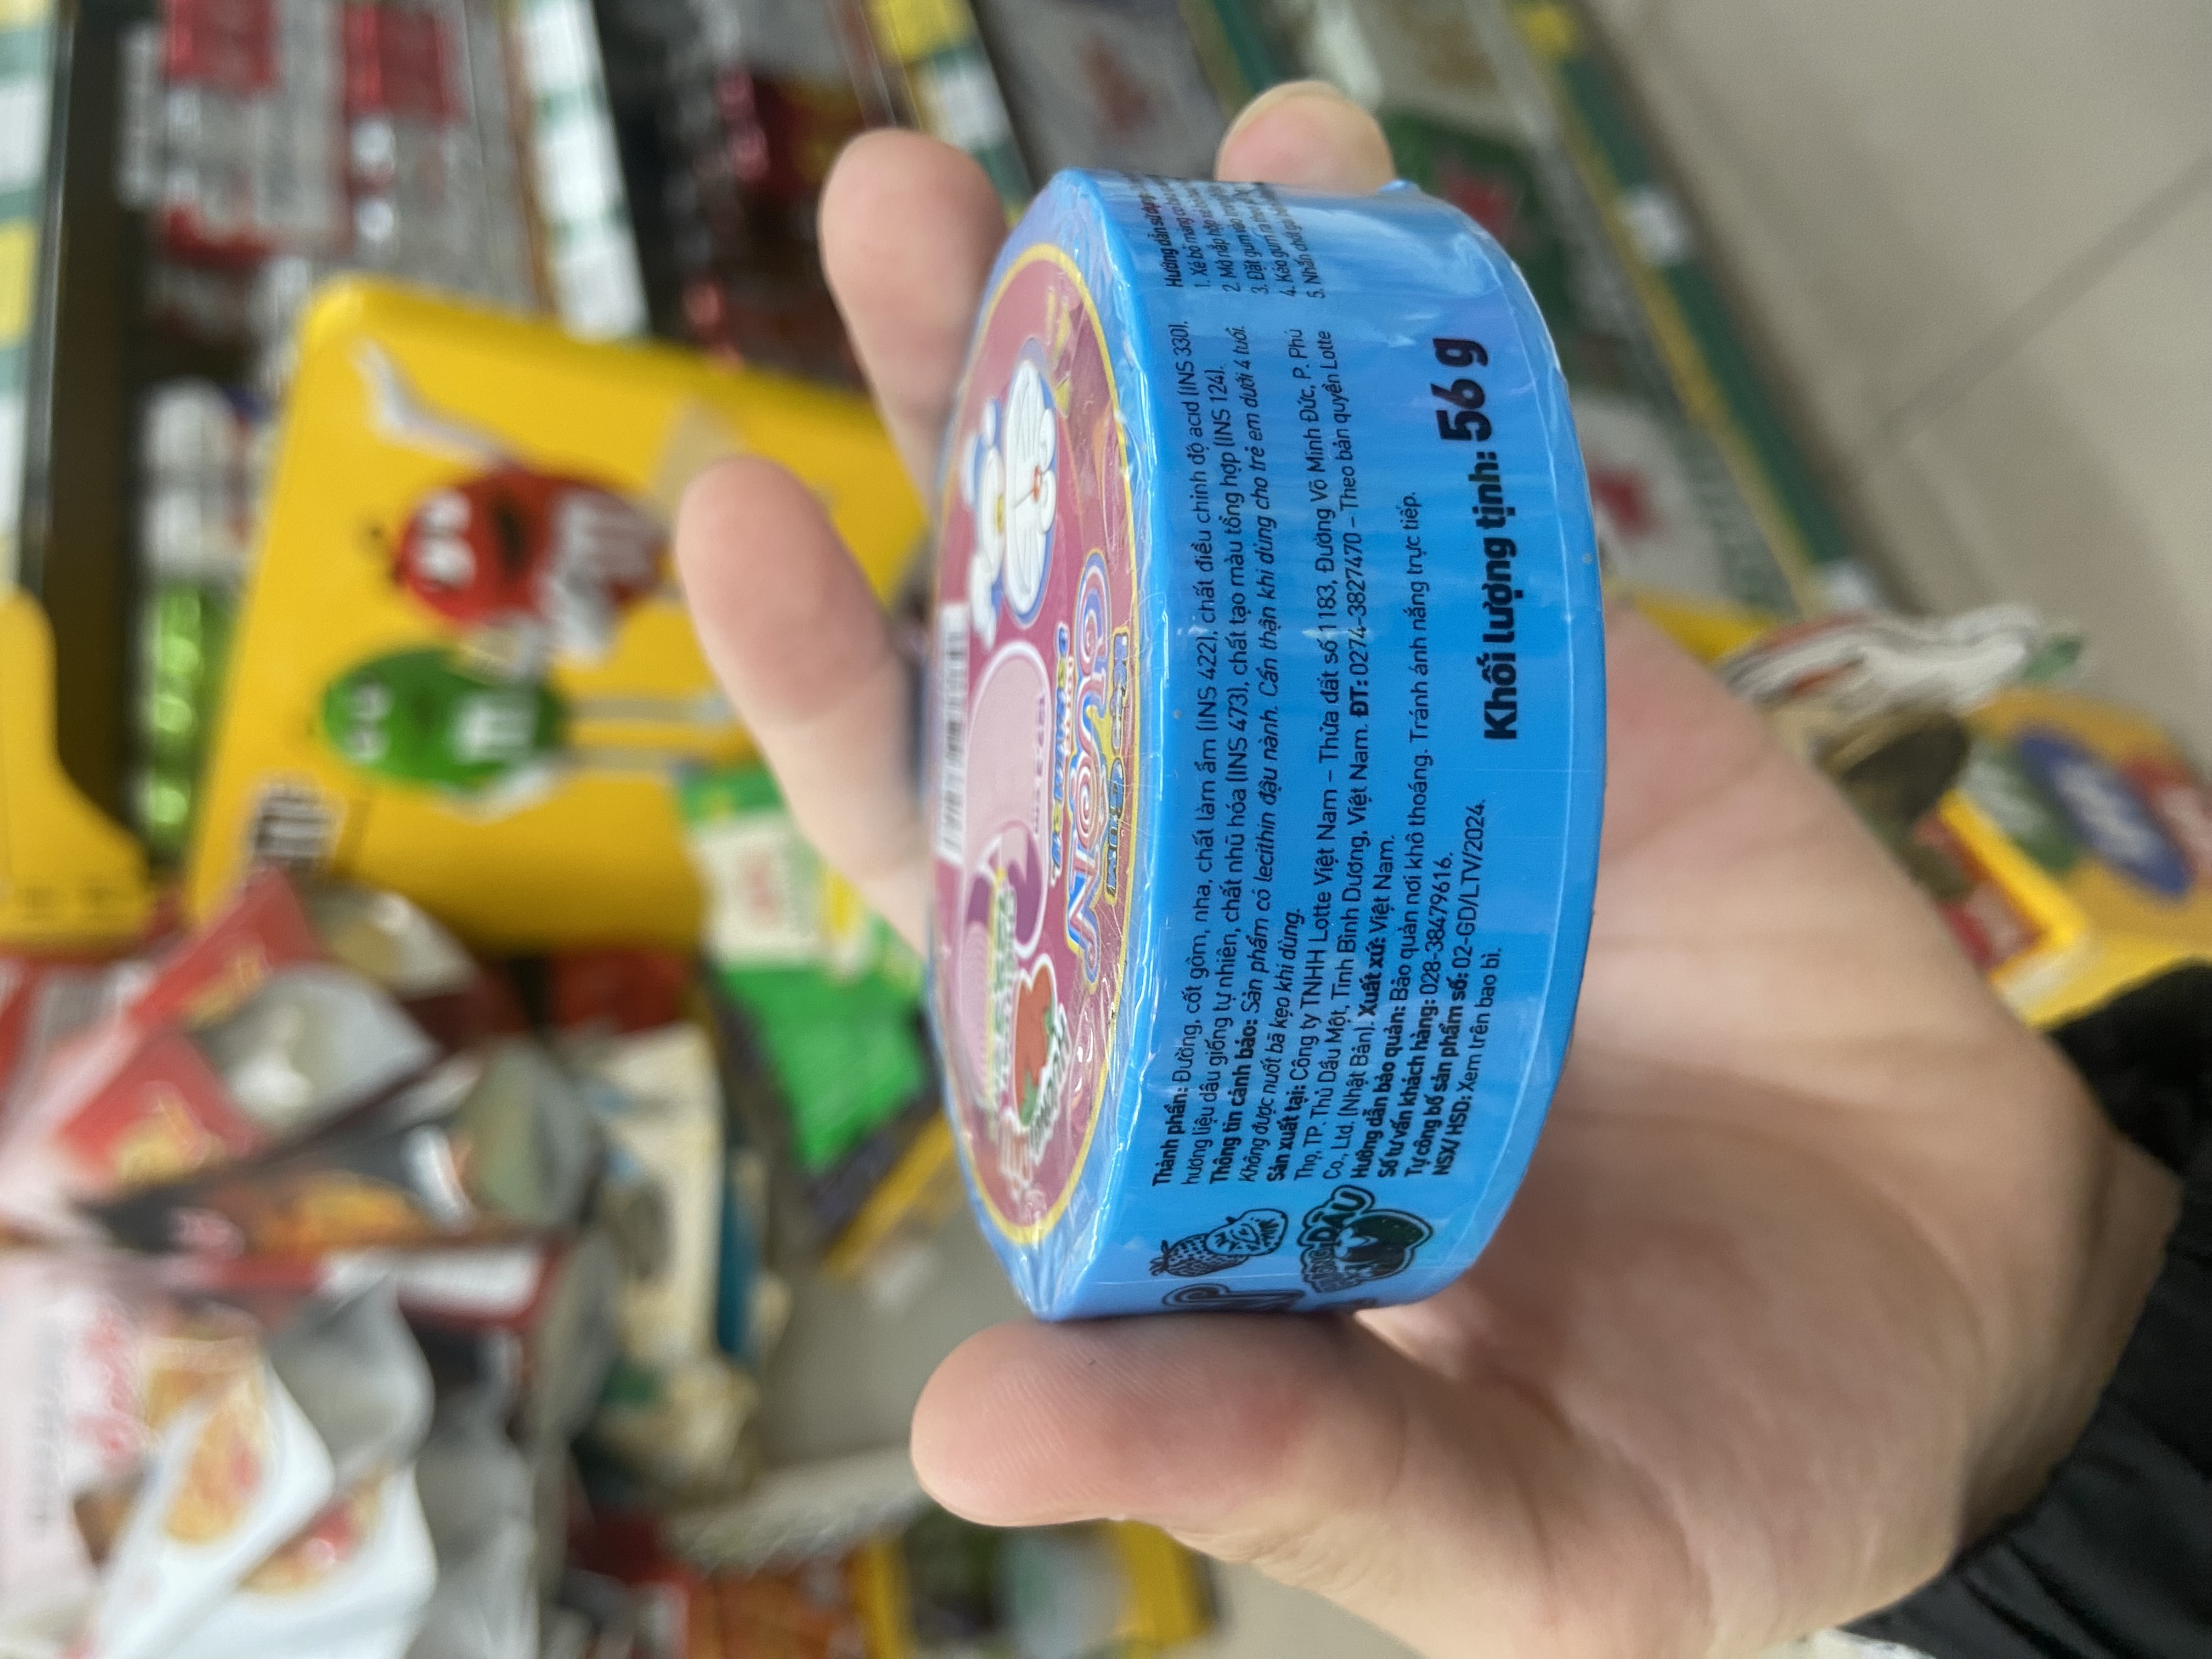 KẸO GUM
CUỘN
Thành phần: Đường, cốt gôm, nha, chất làm ẩm (INS 422), chất điều chỉnh độ acid (INS 330),
hương liệu dâu giống tự nhiên, chất nhũ hóa (INS 473), chất tạo màu tổng hợp (INS 124).
Thông tin cảnh báo: Sản phẩm có lecithin đậu nành. Cẩn thận khi dùng cho trẻ em dưới 4 tuổi.
Không được nuốt bã kẹo khi dùng.
Sản xuất tại: Công ty TNHH Lotte Việt Nam – Thửa đất số 1183, Đường Võ Minh Đức, P. Phú
Thọ, TP. Thủ Dầu Một, Tỉnh Bình Dương, Việt Nam. ĐT: 0274-3827470 – Theo bản quyền Lotte
Co., Ltd. (Nhật Bản). Xuất xứ: Việt Nam.
Hướng dẫn bảo quản: Bảo quản nơi khô thoáng. Tránh ánh nắng trực tiếp.
Số tư vấn khách hàng: 028-38479616.
Tự công bố sản phẩm số: 02-GD/LTV/2024.
NSX/ HSD: Xem trên bao bì.
Khối lượng tịnh: 56 g
Hướng dẫn sử dụng:
1. Xé bỏ màng co
2. Mở nắp hộp
3. Đặt gum vào
4. Kéo gum ra
5. Nhấn chốt
DÂU